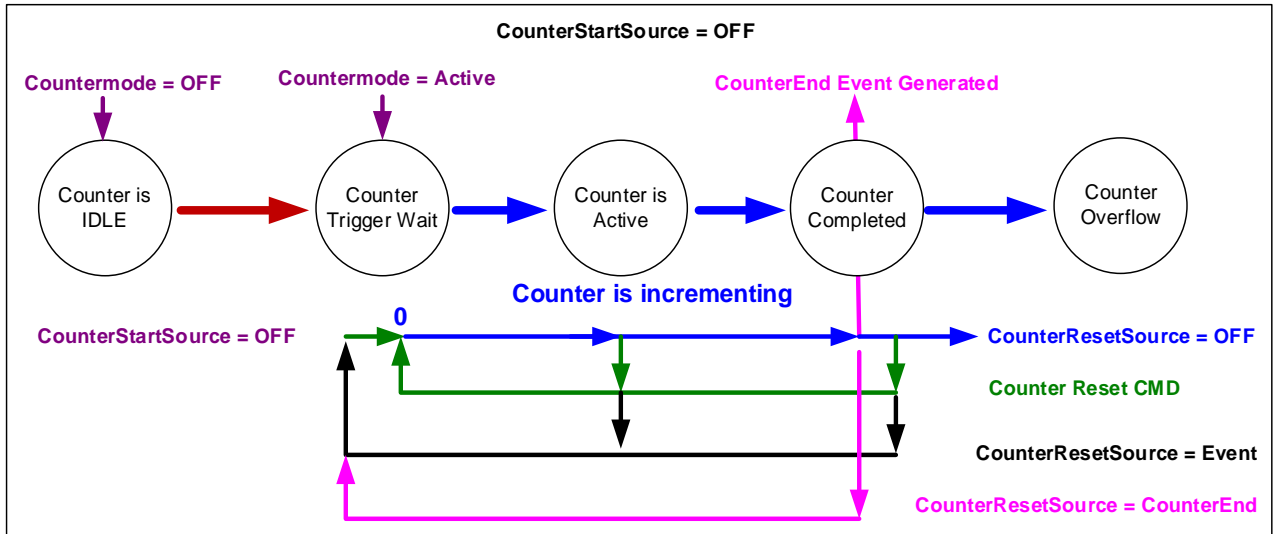 CounterStartSource = OFF
Countermode = OFF
Countermode = Active
CounterEnd Event Generated
Counter is
IDLE
Counter
Trigger Wait
Counter is
Active
Counter
Completed
Counter
Overflow
Counter is incrementing
0
CounterStartSource = OFF
CounterResetSource = OFF
Counter Reset CMD
CounterResetSource = Event
CounterResetSource = CounterEnd